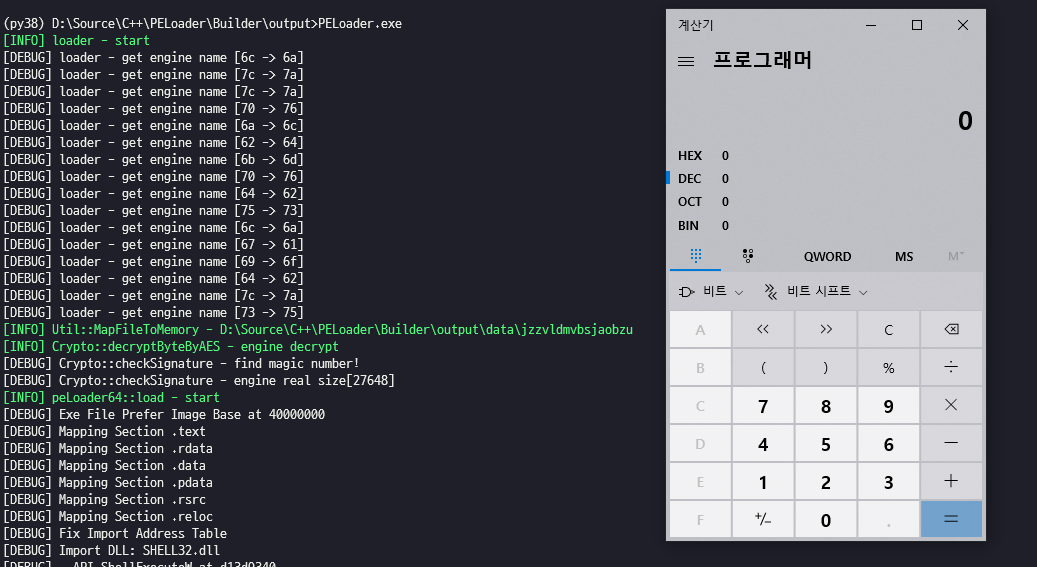 (py38) D:\Source\C++\PELoader\Builder\output>PELoader.exe
[INFO] loader - start
[DEBUG] loader - get engine name [6c -> 6a]
[DEBUG] loader - get engine name [7c -> 7a]
[DEBUG] loader - get engine name [7c -> 7a]
[DEBUG] loader - get engine name [70 -> 76]
[DEBUG] loader - get engine name [6a -> 6c]
[DEBUG] loader - get engine name [62 -> 64]
[DEBUG] loader - get engine name [6b -> 6d]
[DEBUG] loader - get engine name [70 -> 76]
[DEBUG] loader - get engine name [64 -> 62]
[DEBUG] loader - get engine name [75 -> 73]
[DEBUG] loader - get engine name [6c -> 6a]
[DEBUG] loader - get engine name [67 -> 61]
[DEBUG] loader - get engine name [69 -> 6f]
[DEBUG] loader - get engine name [64 -> 62]
[DEBUG] loader - get engine name [7c -> 7a]
[DEBUG] loader - get engine name [73 -> 75]
[INFO] Util::MapFileToMemory - D:\Source\C++\PELoader\Builder\output\data\jzzvldmvbsjaobzu
[INFO] Crypto::decryptByteByAES - engine decrypt
[DEBUG] Crypto::checkSignature - find magic number!
[DEBUG] Crypto::checkSignature - engine real size[27648]
[INFO] peLoader64::load - start
[DEBUG] Exe File Prefer Image Base at 40000000
[DEBUG] Mapping Section .text
[DEBUG] Mapping Section .rdata
[DEBUG] Mapping Section .data
[DEBUG] Mapping Section .pdata
[DEBUG] Mapping Section .rsrc
[DEBUG] Mapping Section .reloc
[DEBUG] Fix Import Address Table
[DEBUG] Import DLL: SHELL32.dll
[DEBUG] - API ShellExecuteW at d13d0340
계산기
프로그래머
0
HEX 0
DEC 0
OCT 0
BIN 0
QWORD MS M˅
비트 비트 시프트
A << >> C ⌫
B ( ) % ÷
C 7 8 9 ×
D 4 5 6 −
E 1 2 3 +
F +/− 0 . =